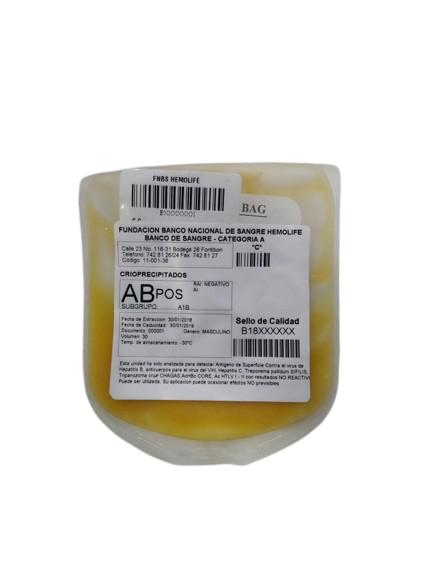 FNBS HEMOLIFE
BAG
FUNDACION BANCO NACIONAL DE SANGRE HEMOLIFE
BANCO DE SANGRE - CATEGORIA A
Calle 23 No. 116-31 Bodega 26 Fontibon
Telefono: 742 81 26/24 Fax: 742 81 27
Codigo: 11-001-36
"C"
CRIOPRECIPITADOS
ABPOS
RAI: NEGATIVO
AI:
SUBGRUPO: A1B
Fecha de Extraccion: 30/01/2018
Fecha de Caducidad: 30/01/2019
Documento: 000001 Genero: MASCULINO
Volumen: 30
Temp. de almacenamiento: -30°C
Sello de Calidad
B18XXXXXX
Esta unidad ha sido analizada para detectar Antigeno de Superficie Contra el virus de
Hepatitis B, anticuerpos para el virus del VIH, Hepatitis C, Treponema pallidum SIFILIS,
Tripanozoma cruzi CHAGAS,AcHBc CORE, Ac HTLV I - II con resultados NO REACTIVO
Puede ser utilizada. Su aplicacion puede ocasionar efectos NO previsibles